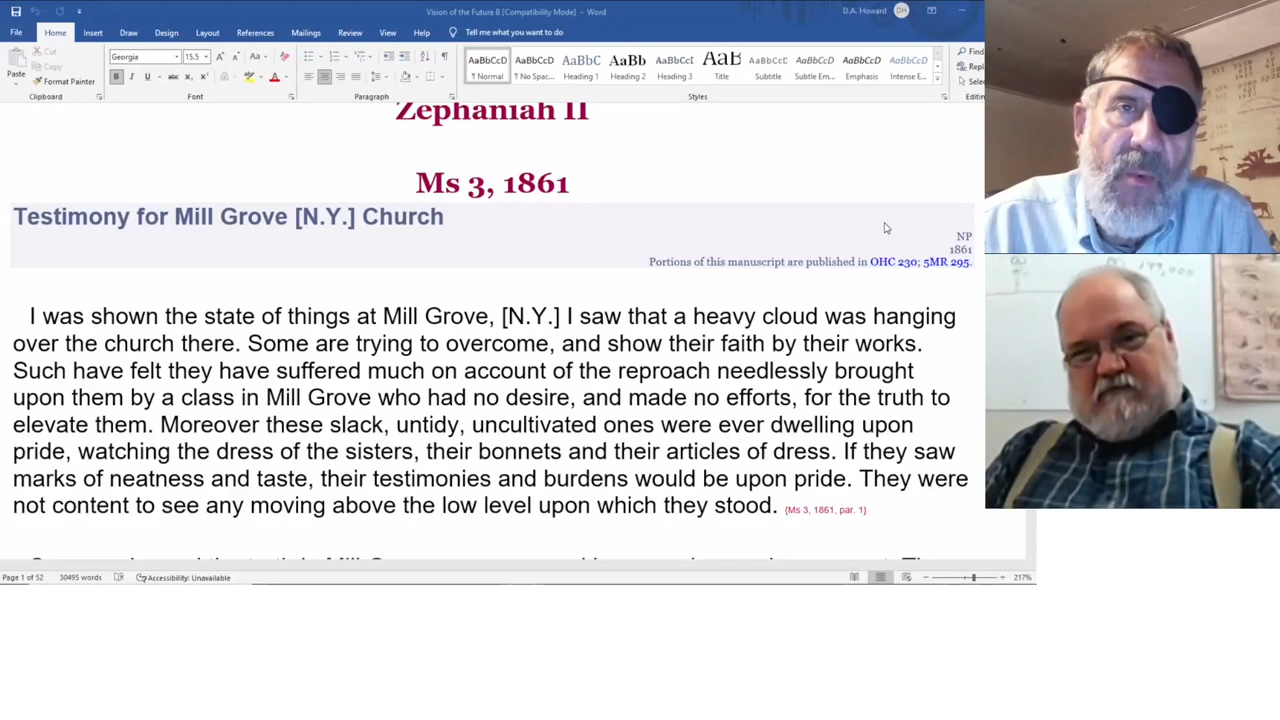 Vision of the Future B [Compatibility Mode] - Word
D.A. Howard DH
File Home Insert Draw Design Layout References Mailings Review View Help Tell me what you want to do
Paste
Cut
Copy
Format Painter
Georgia 15.5
B I U abc
AaBbCcD AaBbCcD AaBbC AaBb AaBbCcI AaB AaBbCcD AaBbCcD AaBbCcD AaBbCcD
¶ Normal ¶ No Spac... Heading 1 Heading 2 Heading 3 Title Subtitle Subtle Em... Emphasis Intense E...
Find
Repl
Selec
Clipboard Font Paragraph Styles Editing
Zephaniah II
Ms 3, 1861
Testimony for Mill Grove [N.Y.] Church
NP
1861
Portions of this manuscript are published in OHC 230; 5MR 295.
I was shown the state of things at Mill Grove, [N.Y.] I saw that a heavy cloud was hanging
over the church there. Some are trying to overcome, and show their faith by their works.
Such have felt they have suffered much on account of the reproach needlessly brought
upon them by a class in Mill Grove who had no desire, and made no efforts, for the truth to
elevate them. Moreover these slack, untidy, uncultivated ones were ever dwelling upon
pride, watching the dress of the sisters, their bonnets and their articles of dress. If they saw
marks of neatness and taste, their testimonies and burdens would be upon pride. They were
not content to see any moving above the low level upon which they stood. {Ms 3, 1861, par. 1}
Page 1 of 52 30495 words Accessibility: Unavailable 217%